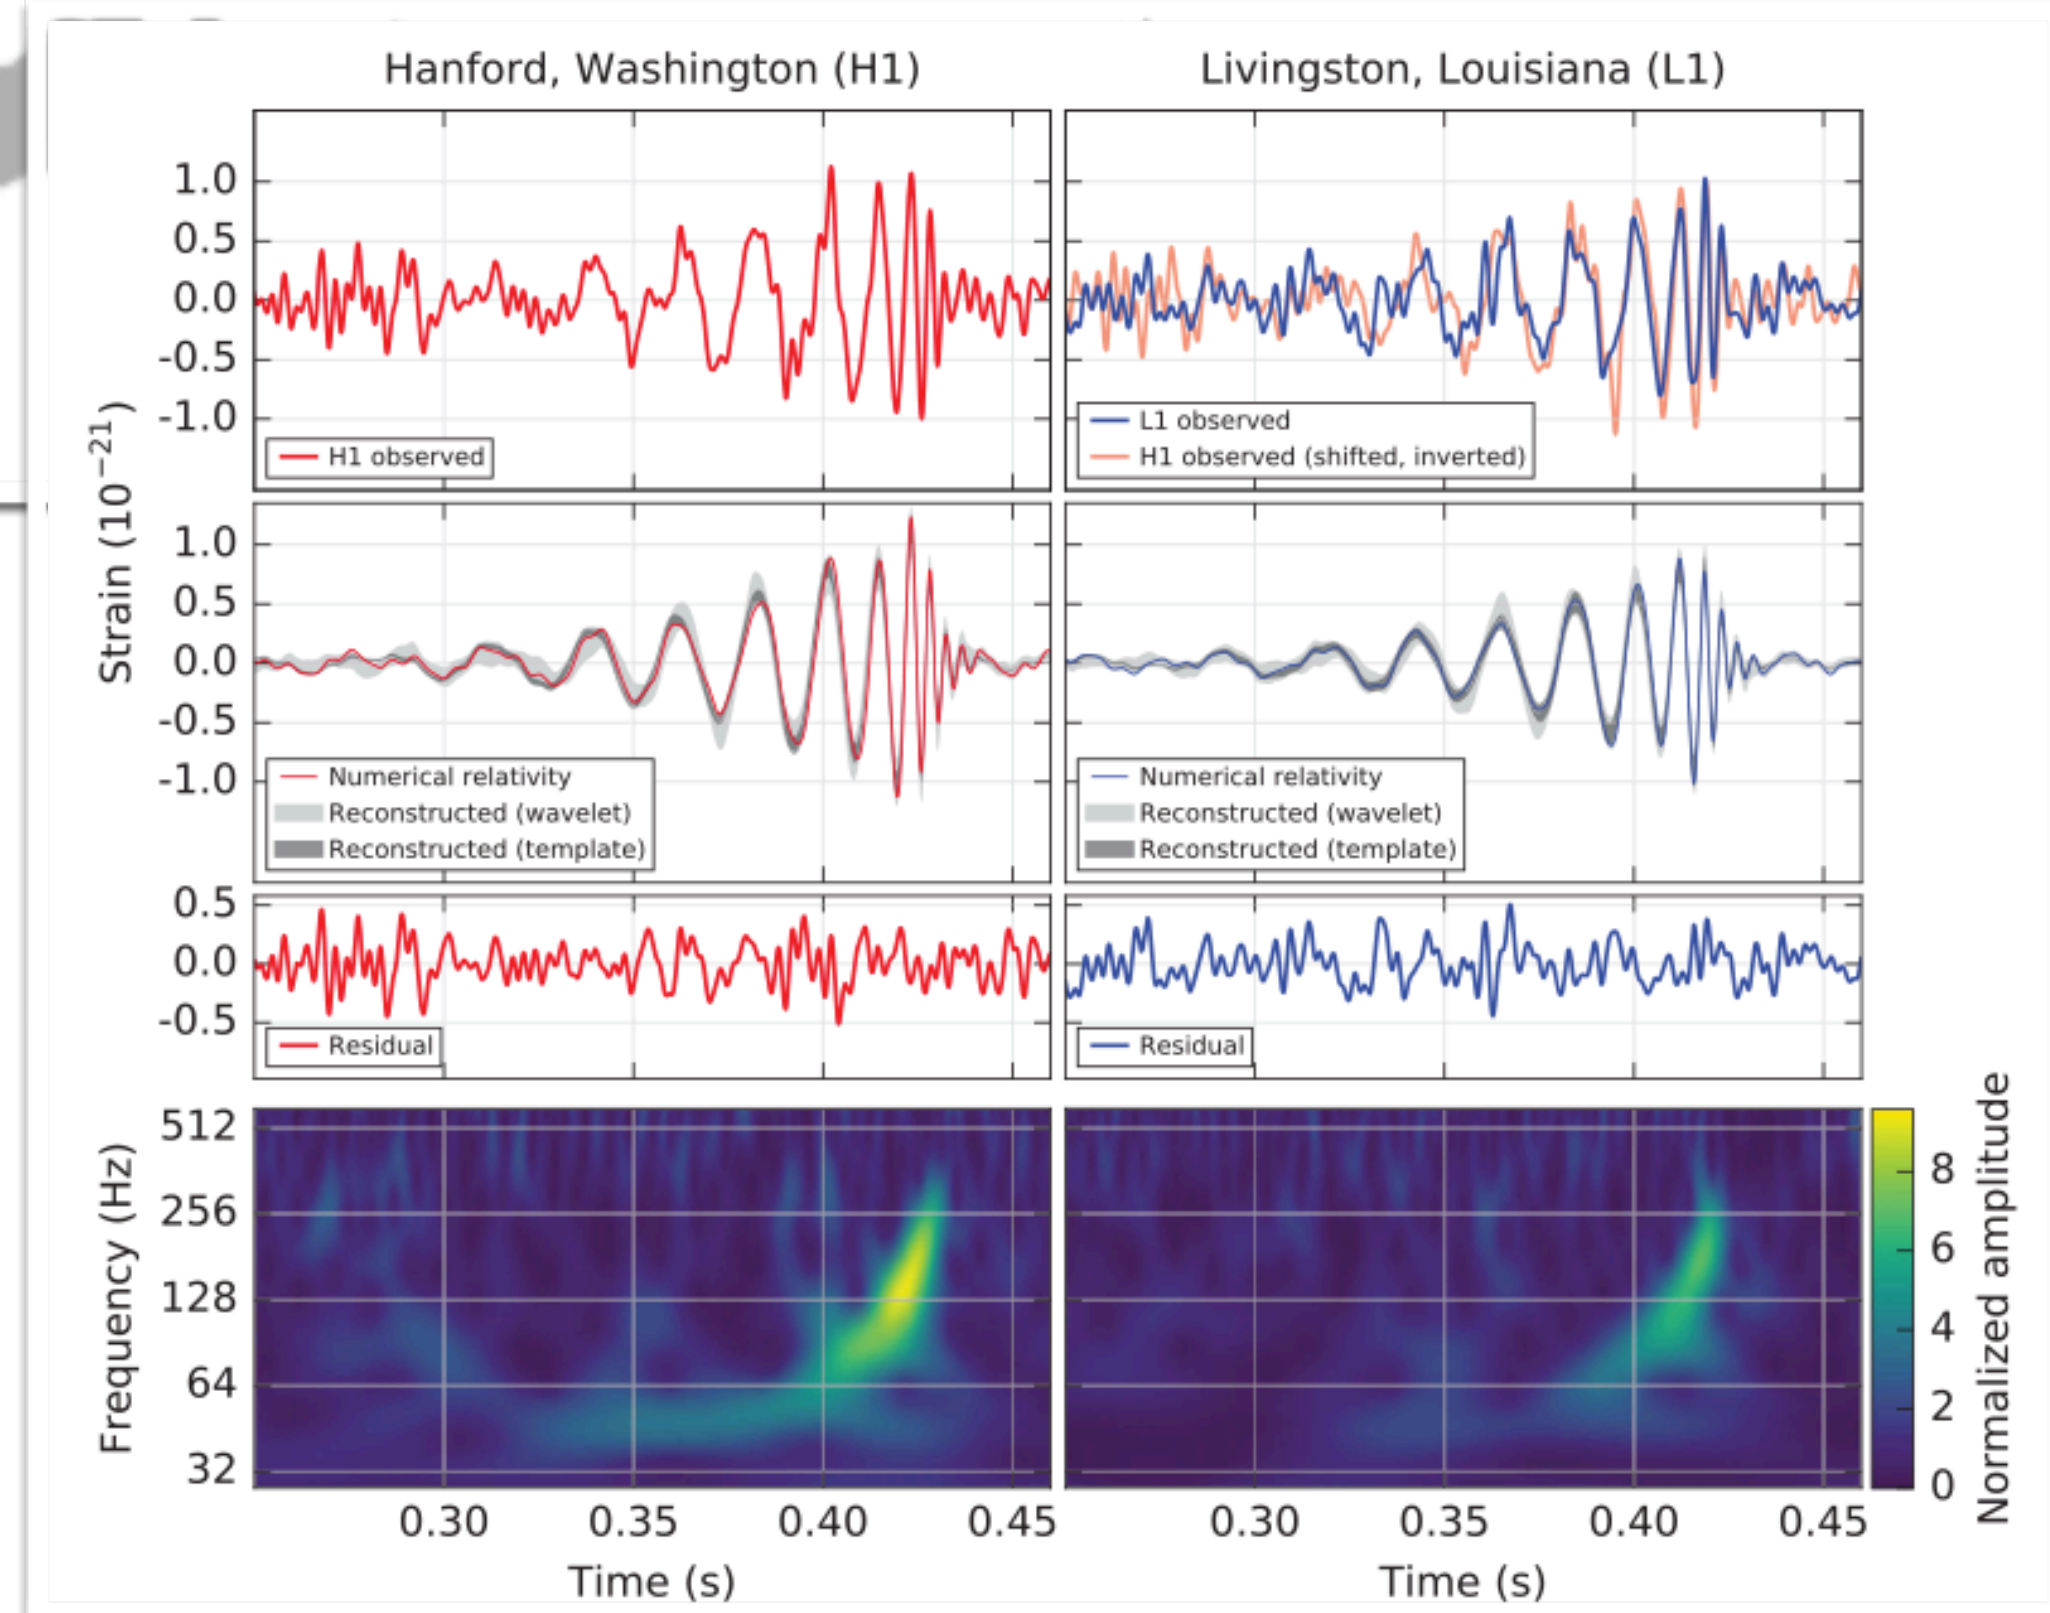 Hanford, Washington (H1)
Livingston, Louisiana (L1)
Strain (10⁻²¹)
1.0
0.5
0.0
-0.5
-1.0
H1 observed
L1 observed
H1 observed (shifted, inverted)
1.0
0.5
0.0
-0.5
-1.0
Numerical relativity
Reconstructed (wavelet)
Reconstructed (template)
Numerical relativity
Reconstructed (wavelet)
Reconstructed (template)
0.5
0.0
-0.5
Residual
Residual
Frequency (Hz)
512
256
128
64
32
0.30 0.35 0.40 0.45
Time (s)
0.30 0.35 0.40 0.45
Time (s)
8
6
4
2
0
Normalized amplitude